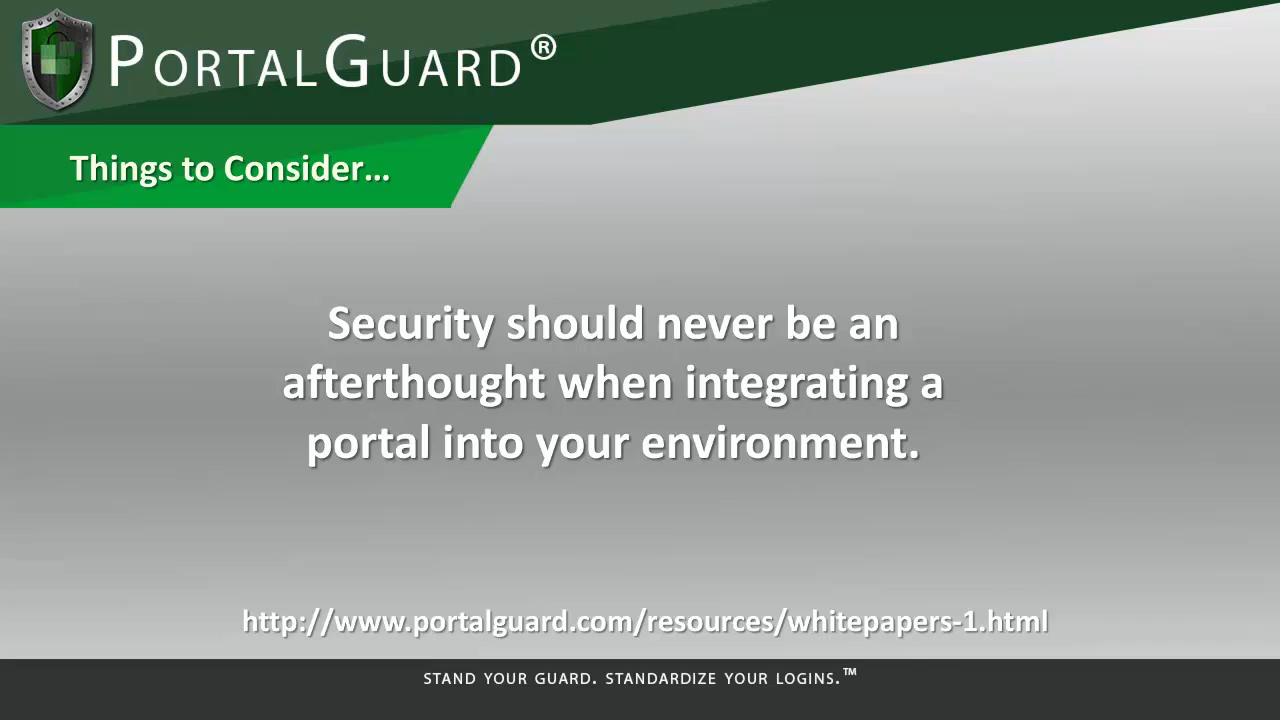 PORTALGUARD®
Things to Consider…
Security should never be an
afterthought when integrating a
portal into your environment.
http://www.portalguard.com/resources/whitepapers-1.html
STAND YOUR GUARD. STANDARDIZE YOUR LOGINS.™